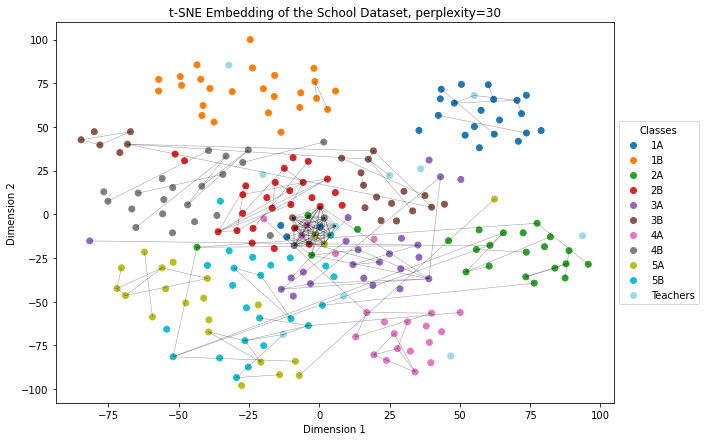 t-SNE Embedding of the School Dataset, perplexity=30
100
75
50
25
0
−25
−50
−75
−100
Dimension 2
−75
−50
−25
0
25
50
75
100
Dimension 1
Classes
1A
1B
2A
2B
3A
3B
4A
4B
5A
5B
Teachers